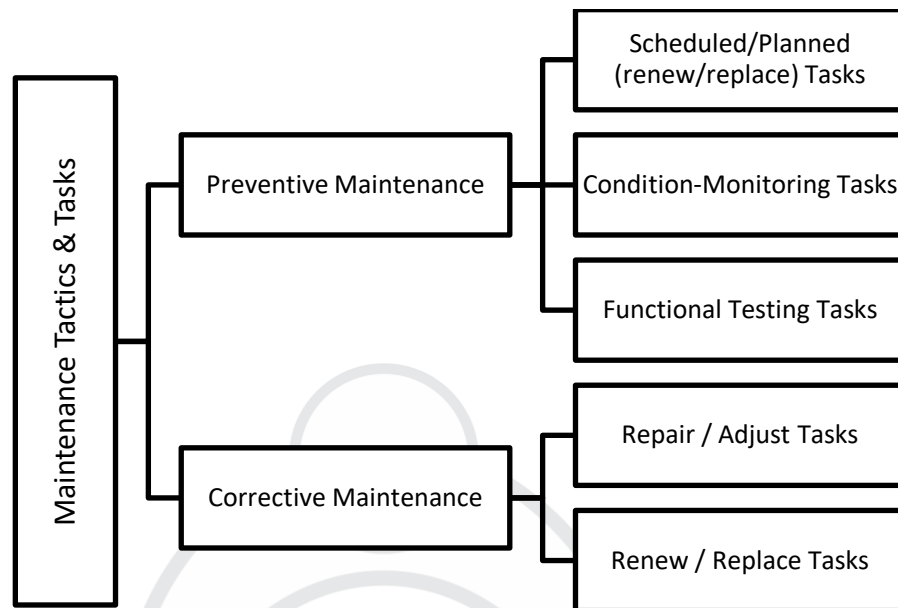 Maintenance Tactics & Tasks
Preventive Maintenance
Scheduled/Planned
(renew/replace) Tasks
Condition-Monitoring Tasks
Functional Testing Tasks
Corrective Maintenance
Repair / Adjust Tasks
Renew / Replace Tasks